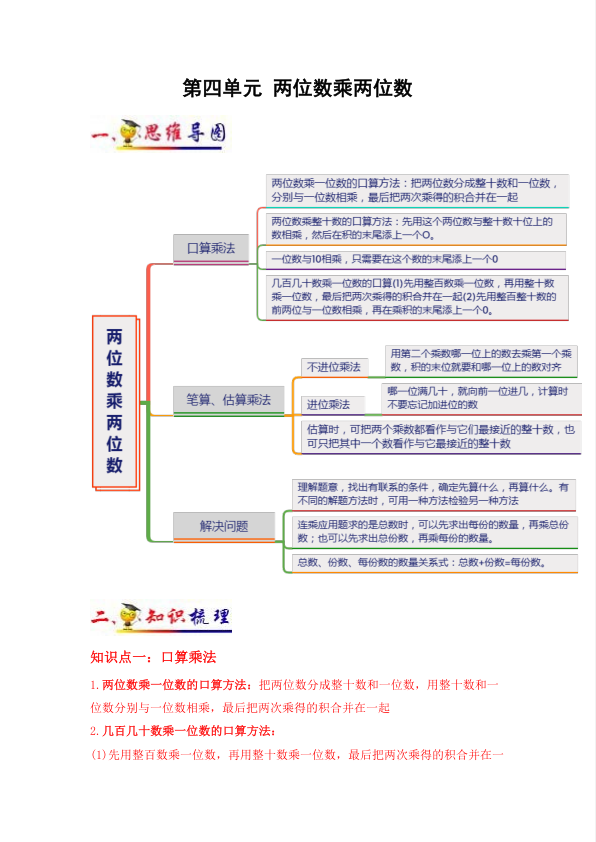 第四单元 两位数乘两位数
一、思维导图
两位数乘一位数的口算方法：把两位数分成整十数和一位数，
分别与一位数相乘，最后把两次乘得的积合并在一起
两位数乘整十数的口算方法：先用这个两位数与整十数十位上的
数相乘，然后在积的末尾添上一个O。
口算乘法
一位数与10相乘，只需要在这个数的末尾添上一个0
几百几十数乘一位数的口算(1)先用整百数乘一位数，再用整十数
乘一位数，最后把两次乘得的积合并在一起(2)先用整百整十数的
前两位与一位数相乘，再在乘积的末尾添上一个0。
两位数乘两位数
不进位乘法
用第二个乘数哪一位上的数去乘第一个乘
数，积的末位就要和哪一位上的数对齐
笔算、估算乘法
进位乘法
哪一位满几十，就向前一位进几，计算时
不要忘记加进位的数
估算时，可把两个乘数都看作与它们最接近的整十数，也
可只把其中一个数看作与它最接近的整十数
理解题意，找出有联系的条件，确定先算什么，再算什么。有
不同的解题方法时，可用一种方法检验另一种方法
解决问题
连乘应用题求的是总数时，可以先求出每份的数量，再乘总份
数；也可以先求出总份数，再乘每份的数量。
总数、份数、每份数的数量关系式：总数+份数=每份数。
二、知识梳理
知识点一：口算乘法
1.两位数乘一位数的口算方法：把两位数分成整十数和一位数，用整十数和一
位数分别与一位数相乘，最后把两次乘得的积合并在一起
2.几百几十数乘一位数的口算方法：
(1)先用整百数乘一位数，再用整十数乘一位数，最后把两次乘得的积合并在一